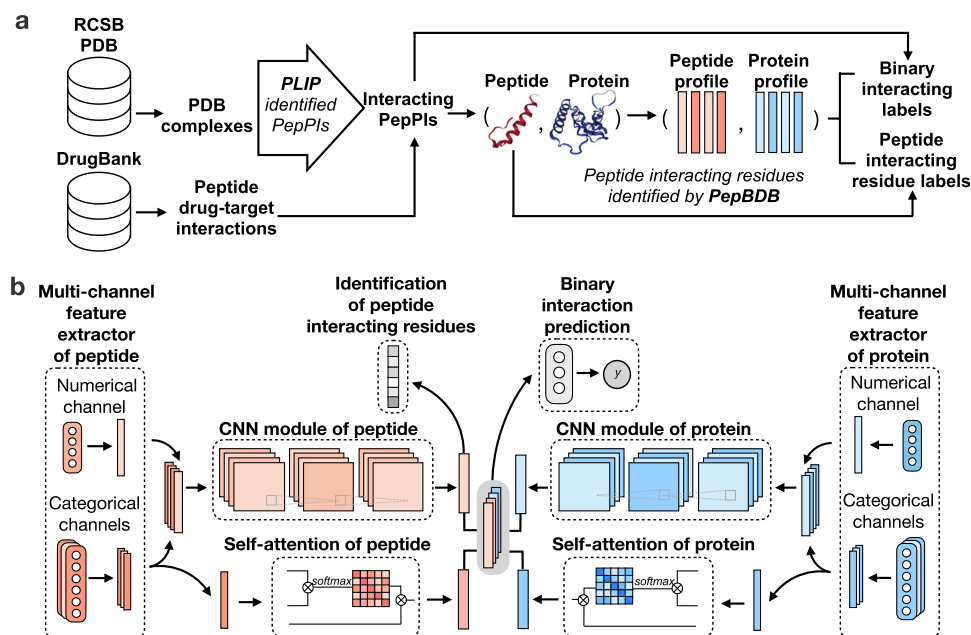 a
RCSB
PDB
PDB
complexes
PLIP
identified
PepPIs
Interacting
PepPIs
(
Peptide
,
Protein
)
(
Peptide
profile
,
Protein
profile
)
Binary
interacting
labels
Peptide
interacting
residue labels
Peptide interacting residues
identified by PepBDB
DrugBank
Peptide
drug-target
interactions
b
Multi-channel
feature
extractor
of peptide
Numerical
channel
Categorical
channels
Identification
of peptide
interacting residues
Binary
interaction
prediction
y
CNN module of peptide
CNN module of protein
Self-attention of peptide
softmax
Self-attention of protein
softmax
Multi-channel
feature
extractor
of protein
Numerical
channel
Categorical
channels